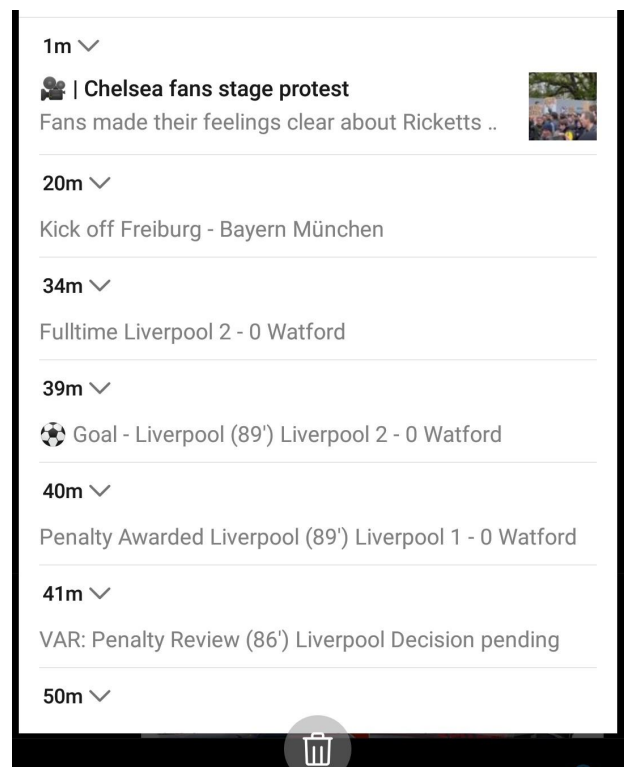 1m
🎥 | Chelsea fans stage protest
Fans made their feelings clear about Ricketts ..
20m
Kick off Freiburg - Bayern München
34m
Fulltime Liverpool 2 - 0 Watford
39m
⚽ Goal - Liverpool (89') Liverpool 2 - 0 Watford
40m
Penalty Awarded Liverpool (89') Liverpool 1 - 0 Watford
41m
VAR: Penalty Review (86') Liverpool Decision pending
50m